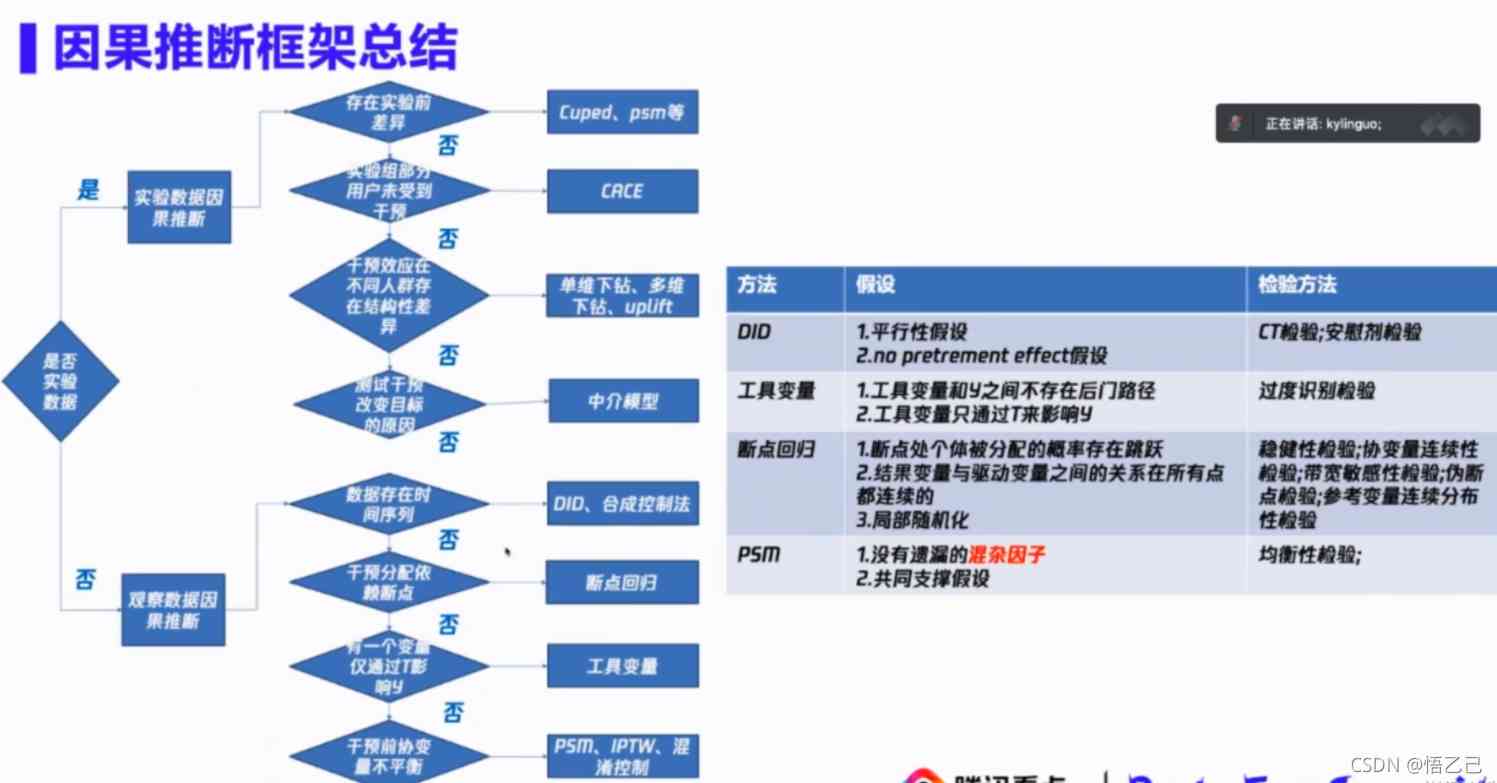 因果推断框架总结
存在实验前
差异
Cuped、psm等
正在讲话: kylinguo;
否
是
实验数据因
果推断
实验组部分
用户未受到
干预
CACE
否
干预效应在
不同人群存
在结构性差
异
单维下钻、多维
下钻、uplift
否
测试干预
改变目标
的原因
中介模型
否
是否
实验
数据
数据存在时
间序列
DID、合成控制法
否
否
观察数据因
果推断
干预分配依
赖断点
断点回归
否
有一个变量
仅通过T影
响Y
工具变量
否
干预前协变
量不平衡
PSM、IPTW、混
淆控制
方法 假设 检验方法
DID 1.平行性假设 CT检验;安慰剂检验
2.no pretrement effect假设
工具变量 1.工具变量和Y之间不存在后门路径 过度识别检验
2.工具变量只通过T来影响Y
断点回归 1.断点处个体被分配的概率存在跳跃 稳健性检验;协变量连续性
2.结果变量与驱动变量之间的关系在所有点 检验;带宽敏感性检验;伪断
都连续的 点检验;参考变量连续分布
3.局部随机化 性检验
PSM 1.没有遗漏的混杂因子 均衡性检验;
2.共同支撑假设
CSDN @悟乙己